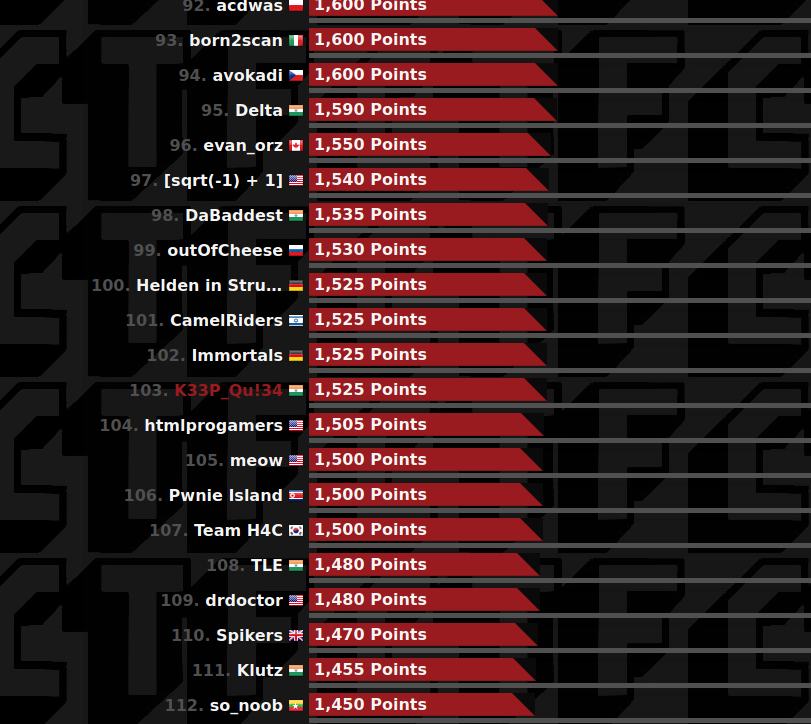 92. acdwas 1,600 Points
93. born2scan 1,600 Points
94. avokadi 1,600 Points
95. Delta 1,590 Points
96. evan_orz 1,550 Points
97. [sqrt(-1) + 1] 1,540 Points
98. DaBaddest 1,535 Points
99. outOfCheese 1,530 Points
100. Helden in Stru... 1,525 Points
101. CamelRiders 1,525 Points
102. Immortals 1,525 Points
103. K33P_Qu!34 1,525 Points
104. htmlprogamers 1,505 Points
105. meow 1,500 Points
106. Pwnie Island 1,500 Points
107. Team H4C 1,500 Points
108. TLE 1,480 Points
109. drdoctor 1,480 Points
110. Spikers 1,470 Points
111. Klutz 1,455 Points
112. so_noob 1,450 Points